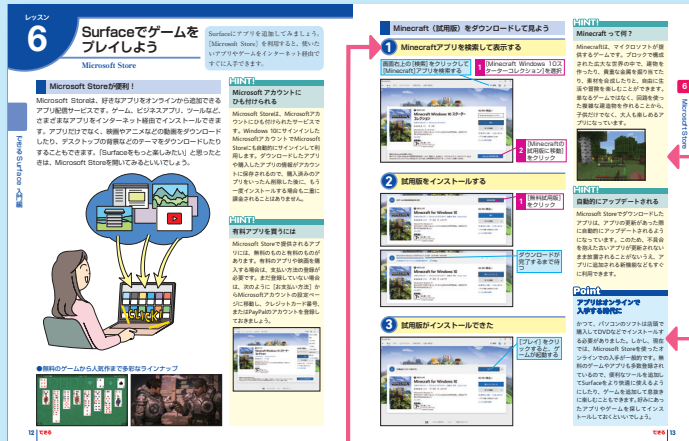 レッスン
6
Surfaceでゲームを
プレイしよう
Microsoft Store
Surfaceにアプリを追加してみましょう。
[Microsoft Store] を利用すると、使いた
いアプリやゲームをインターネット経由で
すぐに入手できます。
Microsoft Storeが便利！
Microsoft Storeは、好きなアプリをオンラインから追加できる
アプリ配信サービスです。ゲーム、ビジネスアプリ、ツールなど、
さまざまなアプリをインターネット経由でインストールできま
す。アプリだけでなく、映画やアニメなどの動画をダウンロード
したり、デスクトップの背景などのテーマをダウンロードしたり
することもできます。「Surfaceをもっと楽しみたい」と思ったと
きは、Microsoft Storeを開いてみるといいでしょう。
●無料のゲームから人気作まで多彩なラインナップ
HINT!
Microsoft アカウントに
ひも付けられる
Microsoft Storeは、Microsoftアカ
ウントにひも付けられたサービスで
す。Windows 10にサインインした
MicrosoftアカウントでMicrosoft
Storeにも自動的にサインインして利
用します。ダウンロードしたアプリ
や購入したアプリの情報がアカウン
トに保存されるので、購入済みのア
プリをいったん削除した後に、もう
一度インストールする場合も二重に
課金されることはありません。
HINT!
有料アプリを買うには
Microsoft Storeで提供されるアプ
リには、無料のものと有料のものが
あります。有料のアプリや映画を購
入する場合は、支払い方法の登録が
必要です。まだ登録していない場合
は、次のように [お支払い方法] か
らMicrosoftアカウントの設定ペー
ジに移動し、クレジットカード番号、
またはPayPalのアカウントを登録し
ておきましょう。
できるSurface 入門編
12 できる
Minecraft（試用版）をダウンロードして見よう
1 Minecraftアプリを検索して表示する
画面右上の [検索] をクリックして
[Minecraft]アプリを検索する
1 [Minecraft Windows 10ス
ターターコレクション]を選択
2 [Minecraftの
試用版に移動]
をクリック
2 試用版をインストールする
Minecraft for Windows 10
1 [無料試用版]
をクリック
Minecraft for Windows 10
ダウンロードが
完了するまで待
つ
3 試用版がインストールできた
Minecraft for Windows 10
[プレイ] をクリ
ックすると、ゲ
ームが起動する
HINT!
Minecraft って何？
Minecraftは、マイクロソフトが提
供するゲームです。ブロックで構成
された広大な世界の中で、建物を
作ったり、貴重な金属を掘り当てた
り、素材を合成したりと、自由に生
活や冒険を楽しむことができます。
単なるゲームではなく、回路を使っ
た複雑な建造物を作れることから、
子供だけでなく、大人も楽しめるア
プリになっています。
HINT!
自動的にアップデートされる
Microsoft Storeでダウンロードした
アプリは、アプリの更新があった際
に自動的にアップデートされるよう
になっています。このため、不具合
を抱えた古いアプリが更新されない
まま放置されることがないうえ、ア
プリに追加される新機能などもすぐ
に利用できます。
Point
アプリはオンラインで
入手する時代に
かつて、パソコンのソフトは店頭で
購入してDVDなどでインストールす
る必要がありました。しかし、現在
では、Microsoft Storeを使ったオ
ンラインでの入手が一般的です。無
料のゲームやアプリも多数登録され
ているので、便利なツールを追加し
てSurfaceをより快適に使えるよう
にしたり、ゲームを追加して息抜き
に楽しむこともできます。好みにあっ
たアプリやゲームを探してインス
トールしておくといいでしょう。
6
Microsoft Store
できる 13